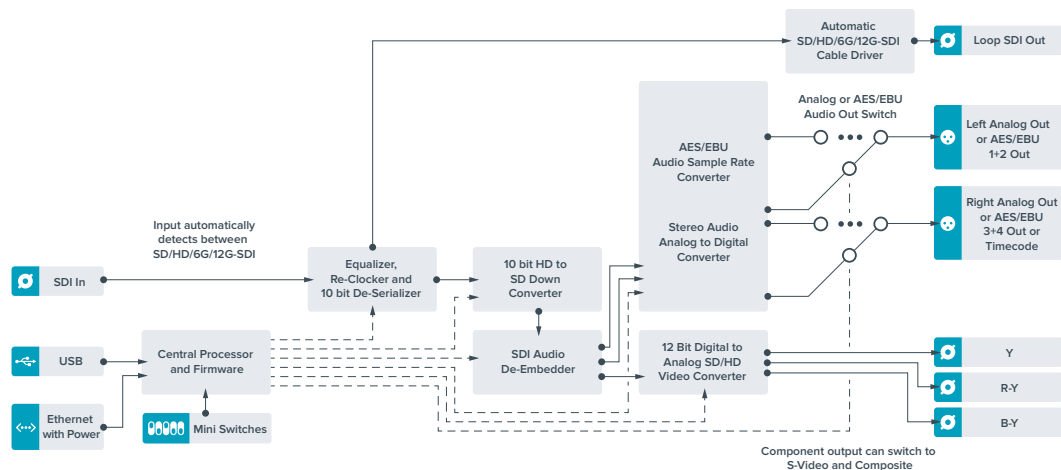 Automatic
SD/HD/6G/12G-SDI
Cable Driver
Loop SDI Out
Analog or AES/EBU
Audio Out Switch
Left Analog Out
or AES/EBU
1+2 Out
AES/EBU
Audio Sample Rate
Converter
Right Analog Out
or AES/EBU
3+4 Out or
Timecode
Stereo Audio
Analog to Digital
Converter
Input automatically
detects between
SD/HD/6G/12G-SDI
SDI In
Equalizer,
Re-Clocker and
10 bit De-Serializer
10 bit HD to
SD Down
Converter
USB
Central Processor
and Firmware
SDI Audio
De-Embedder
12 Bit Digital to
Analog SD/HD
Video Converter
Y
R-Y
B-Y
Ethernet
with Power
Mini Switches
Component output can switch to
S-Video and Composite